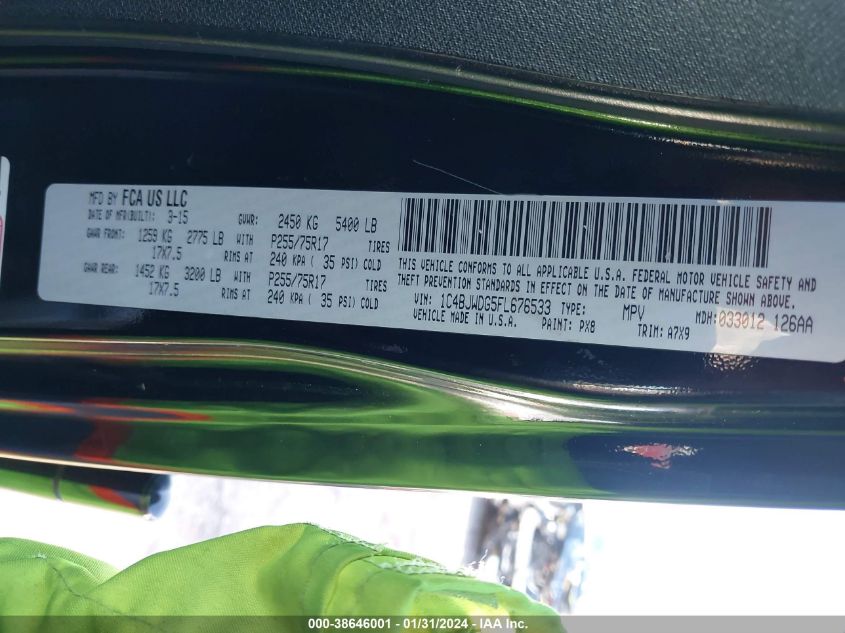 MFD BY FCA US LLC
DATE OF MFR(BUILT): 3-15 GVWR: 2450 KG 5400 LB
GAWR FRONT: 1259 KG 2775 LB WITH P255/75R17 TIRES
17X7.5 RIMS AT 240 KPA ( 35 PSI) COLD
GAWR REAR: 1452 KG 3200 LB WITH P255/75R17 TIRES
17X7.5 RIMS AT 240 KPA ( 35 PSI) COLD
THIS VEHICLE CONFORMS TO ALL APPLICABLE U.S.A. FEDERAL MOTOR VEHICLE SAFETY AND
THEFT PREVENTION STANDARDS IN EFFECT ON THE DATE OF MANUFACTURE SHOWN ABOVE.
VIN: 1C4BJWDG5FL676533 TYPE: MPV MDH: 033012 126AA
VEHICLE MADE IN U.S.A. PAINT: PX8 TRIM: A7X9
000-38646001 - 01/31/2024 - IAA Inc.